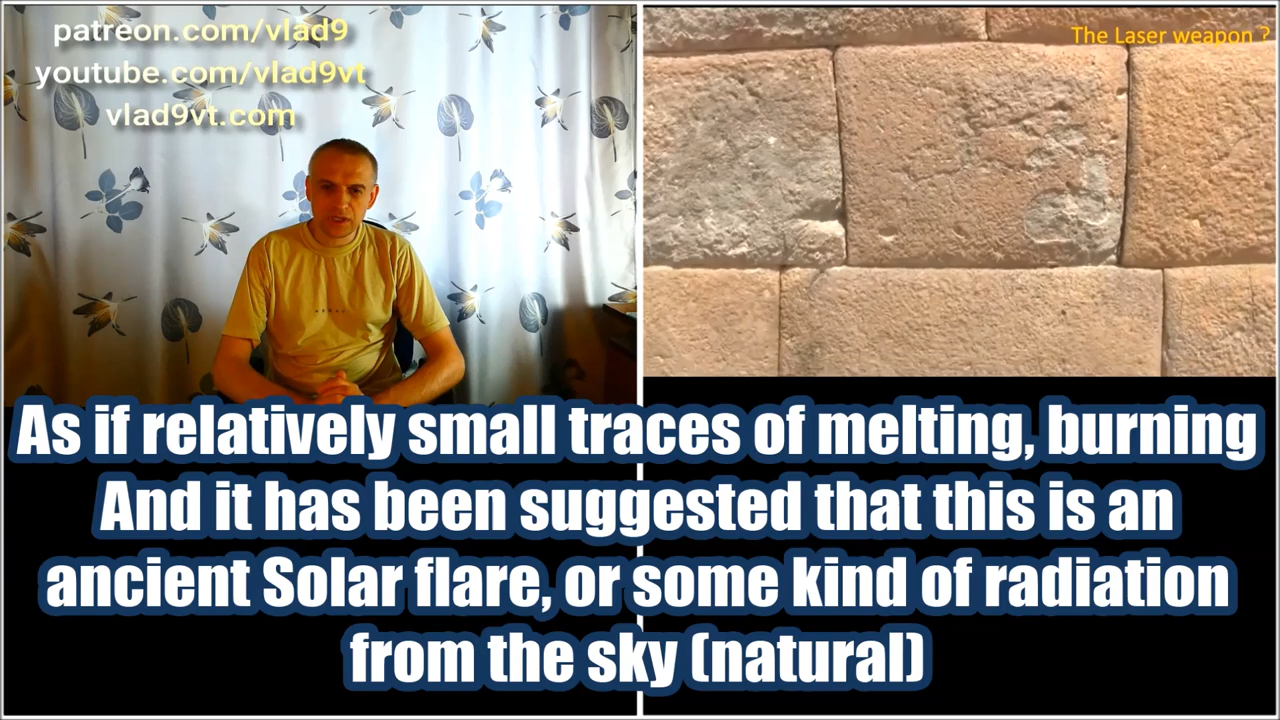 patreon.com/vlad9
youtube.com/vlad9vt
vlad9vt.com
The Laser weapon ?
As if relatively small traces of melting, burning
And it has been suggested that this is an
ancient Solar flare, or some kind of radiation
from the sky (natural)